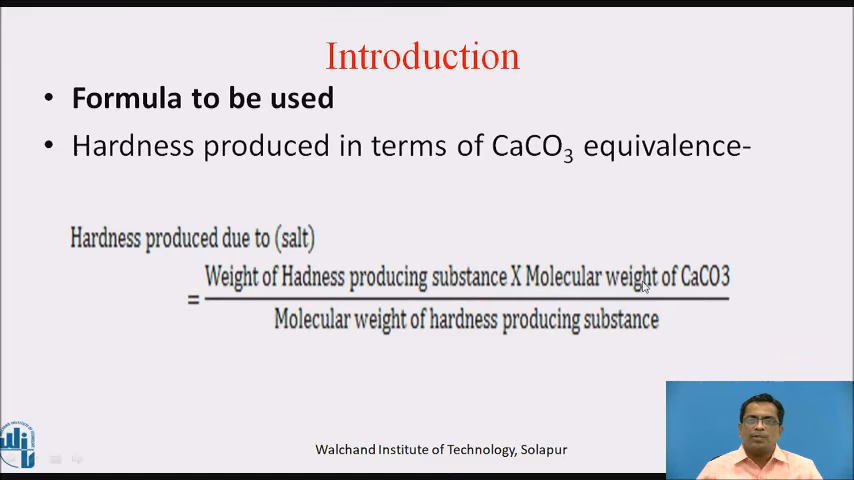 Introduction
• Formula to be used
• Hardness produced in terms of CaCO₃ equivalence-
Hardness produced due to (salt)
= Weight of Hadness producing substance X Molecular weight of CaCO3
Molecular weight of hardness producing substance
Walchand Institute of Technology, Solapur